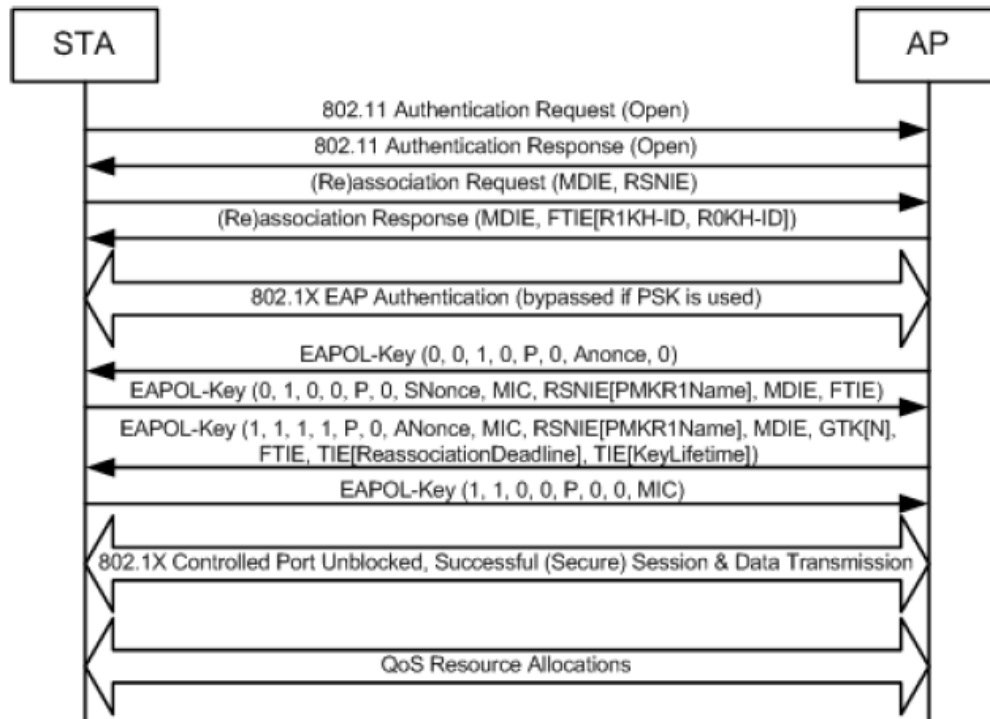 STA
AP
802.11 Authentication Request (Open)
802.11 Authentication Response (Open)
(Re)association Request (MDIE, RSNIE)
(Re)association Response (MDIE, FTIE[R1KH-ID, R0KH-ID])
802.1X EAP Authentication (bypassed if PSK is used)
EAPOL-Key (0, 0, 1, 0, P, 0, Anonce, 0)
EAPOL-Key (0, 1, 0, 0, P, 0, SNonce, MIC, RSNIE[PMKR1Name], MDIE, FTIE)
EAPOL-Key (1, 1, 1, 1, P, 0, ANonce, MIC, RSNIE[PMKR1Name], MDIE, GTK[N],
FTIE, TIE[ReassociationDeadline], TIE[KeyLifetime])
EAPOL-Key (1, 1, 0, 0, P, 0, 0, MIC)
802.1X Controlled Port Unblocked, Successful (Secure) Session & Data Transmission
QoS Resource Allocations